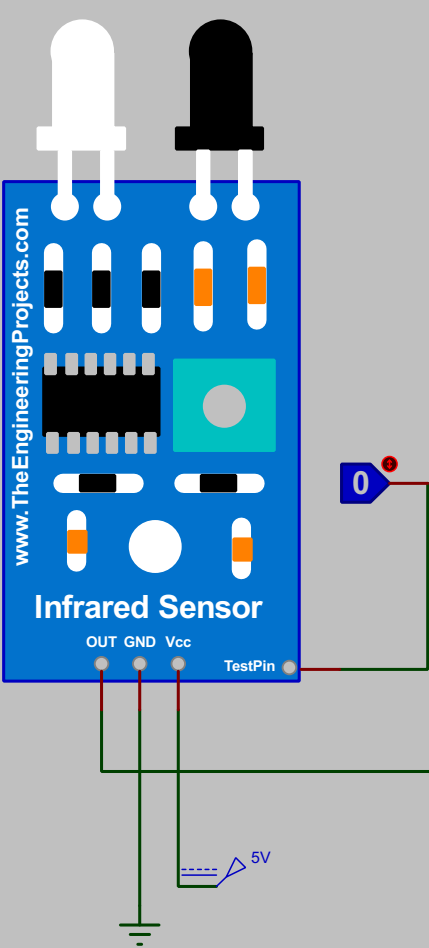 www.TheEngineeringProjects.com
0
Infrared Sensor
OUT GND Vcc
TestPin
5V